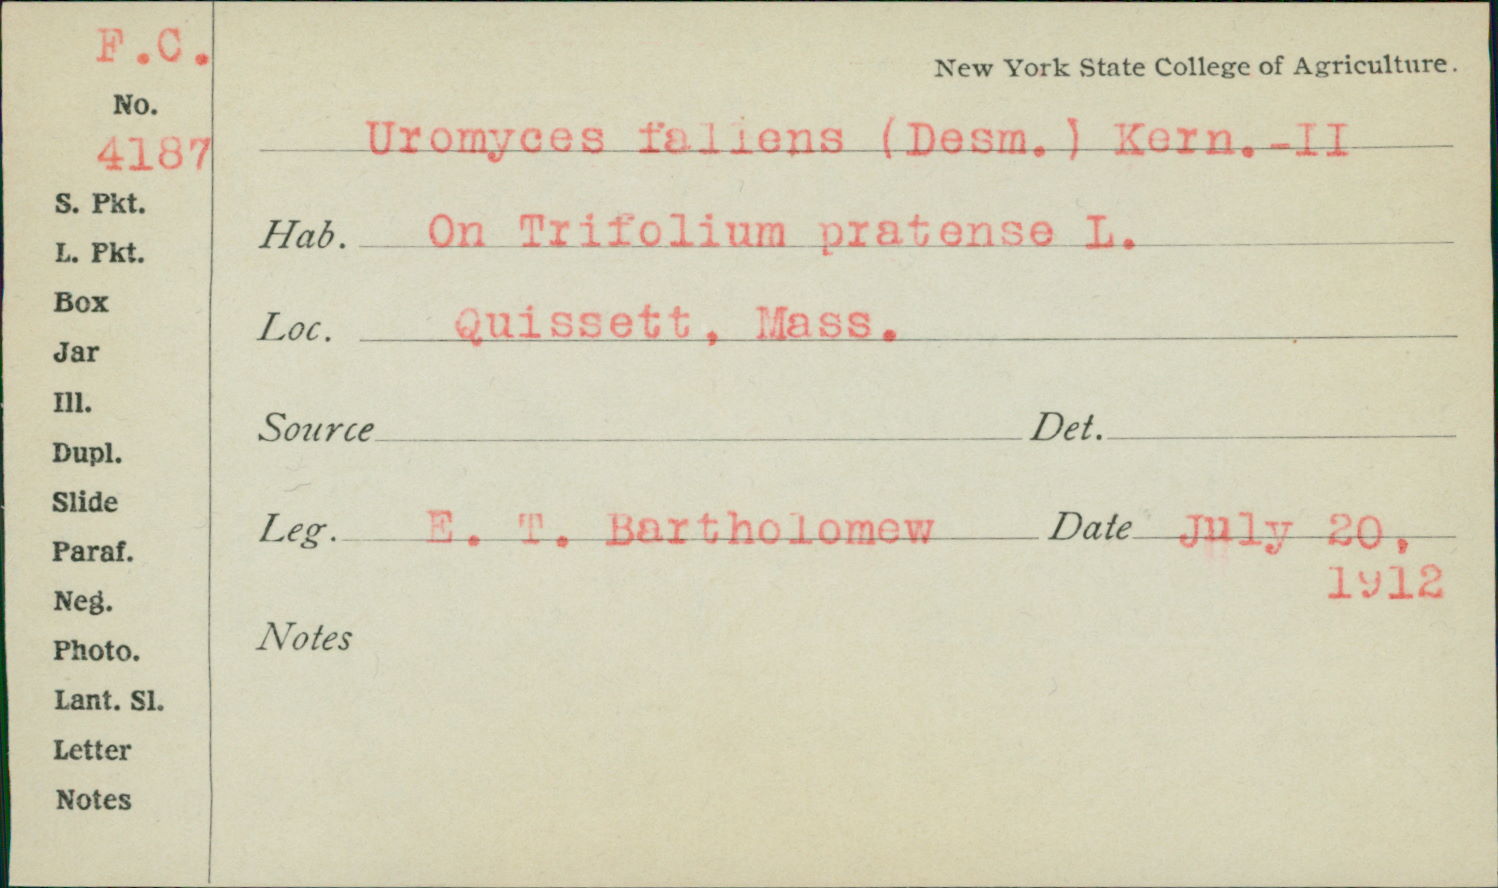 F.C.
New York State College of Agriculture.
No.
4187
Uromyces fallens (Desm.) Kern.-II
S. Pkt.
Hab. On Trifolium pratense L.
L. Pkt.
Box
Loc. Quissett, Mass.
Jar
Ill.
Source Det.
Dupl.
Slide
Leg. E. T. Bartholomew Date July 20,
1912
Paraf.
Neg.
Notes
Photo.
Lant. Sl.
Letter
Notes